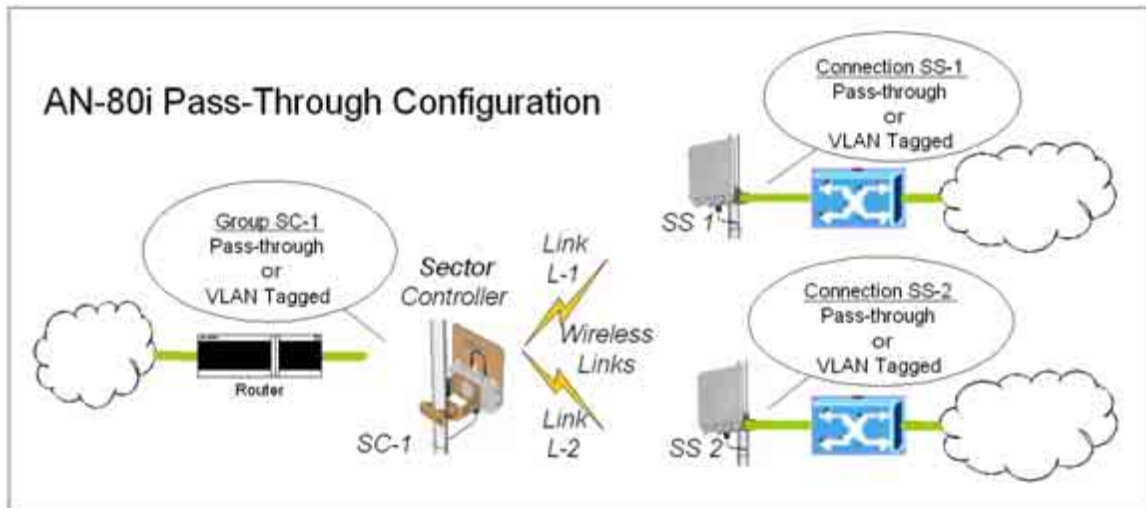 AN-80i Pass-Through Configuration
Group SC-1
Pass-through
or
VLAN Tagged
Router
Sector
Controller
SC-1
Link
L-1
Wireless
Links
Link
L-2
Connection SS-1
Pass-through
or
VLAN Tagged
SS 1
Connection SS-2
Pass-through
or
VLAN Tagged
SS 2